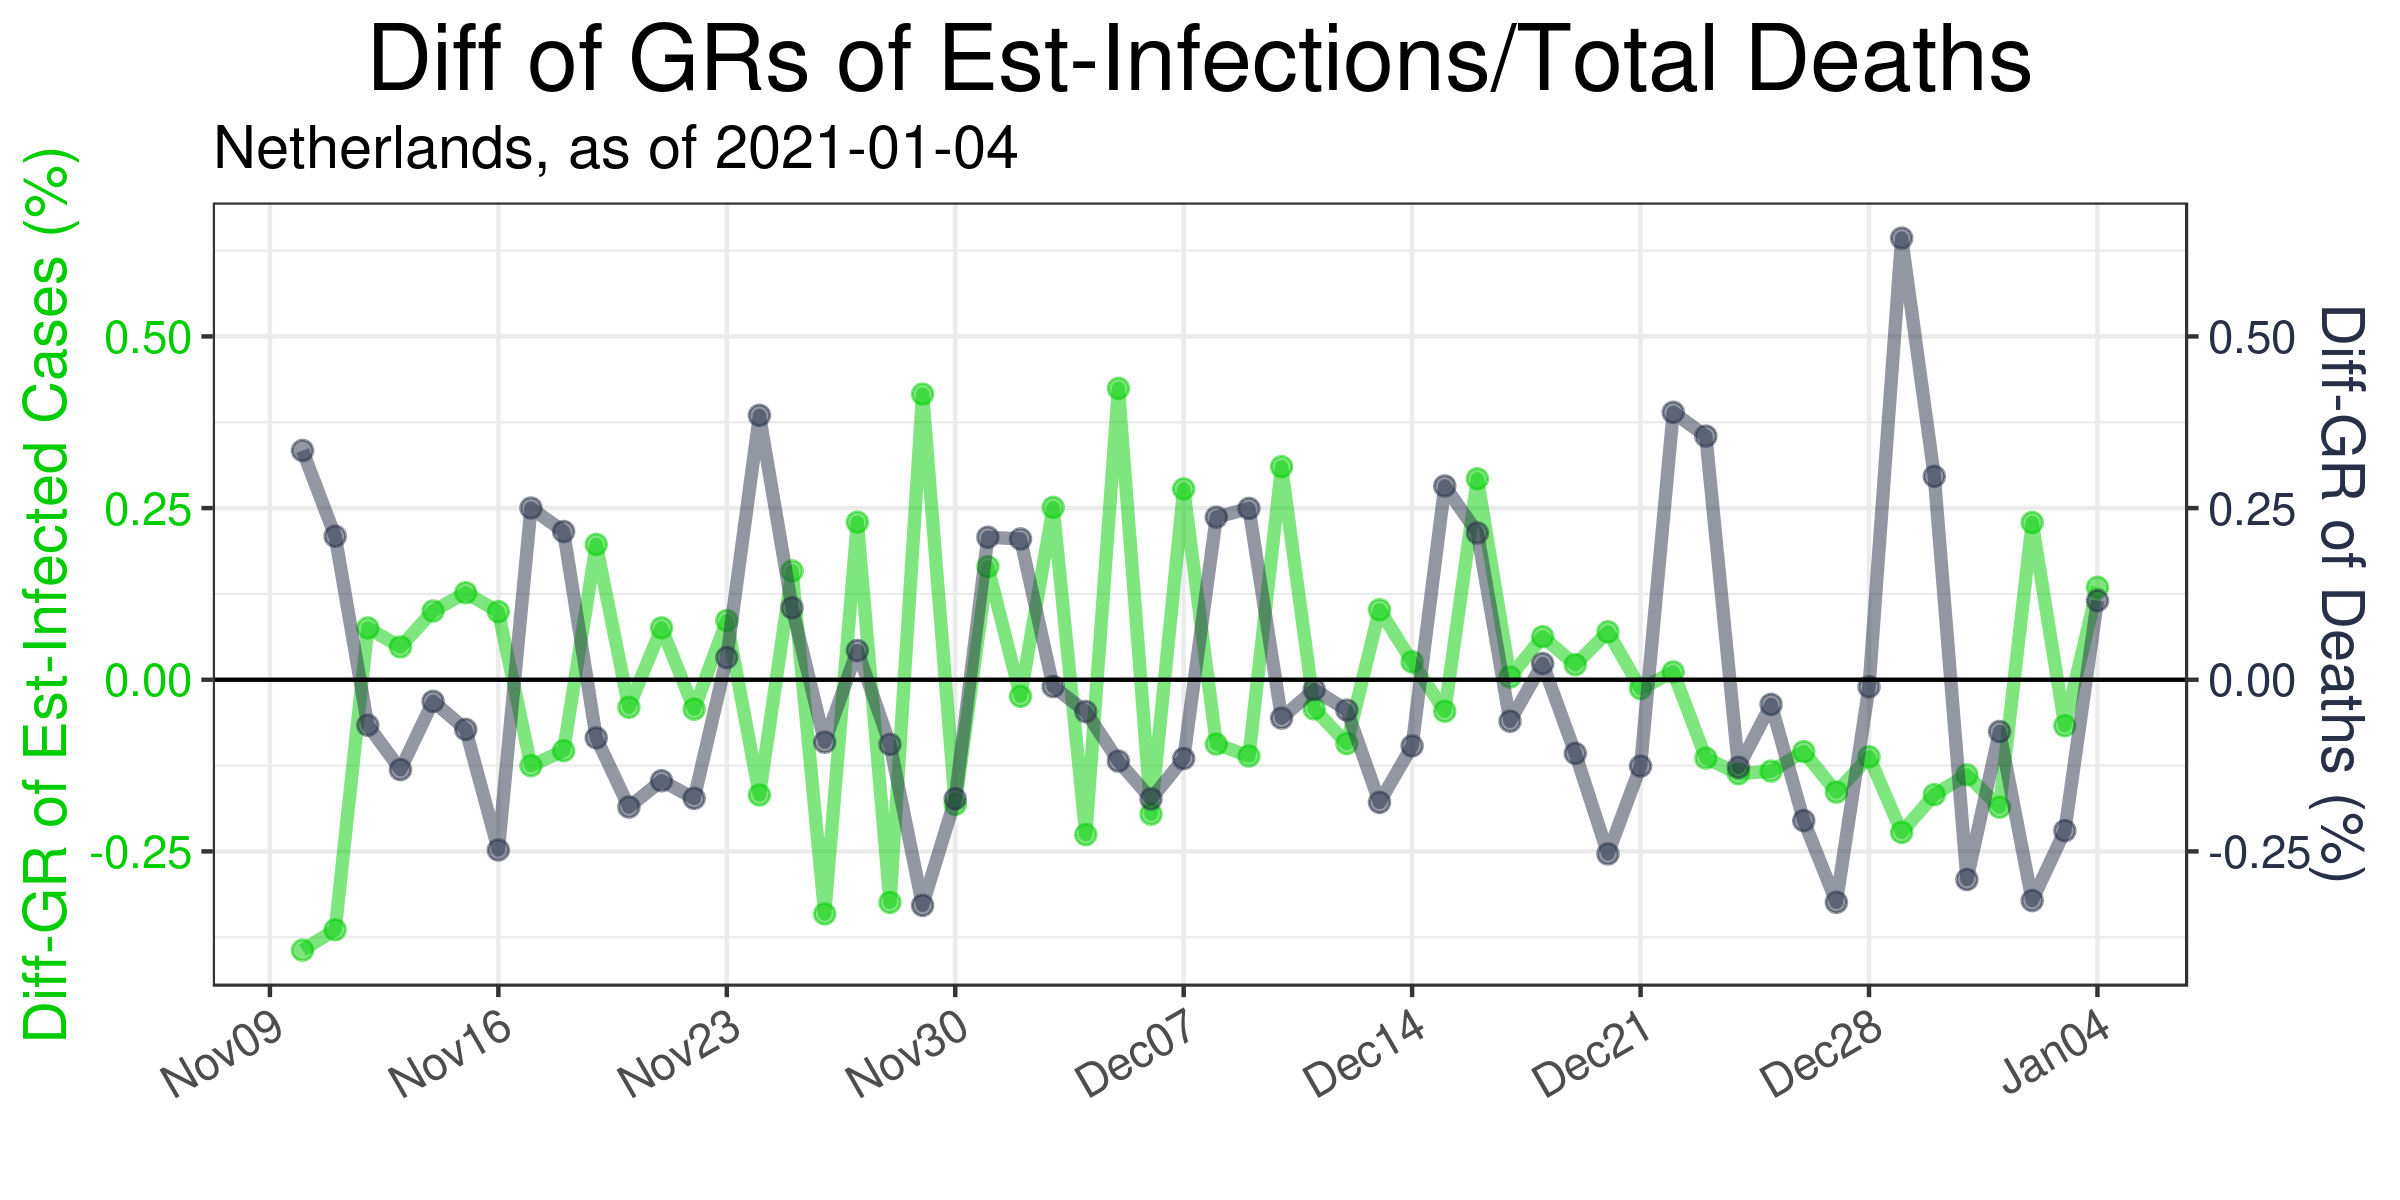 Diff of GRs of Est-Infections/Total Deaths
Netherlands, as of 2021-01-04
Diff-GR of Est-Infected Cases (%)
0.50
0.25
0.00
-0.25
0.50
0.25
0.00
-0.25
Diff-GR of Deaths (%)
Nov09
Nov16
Nov23
Nov30
Dec07
Dec14
Dec21
Dec28
Jan04